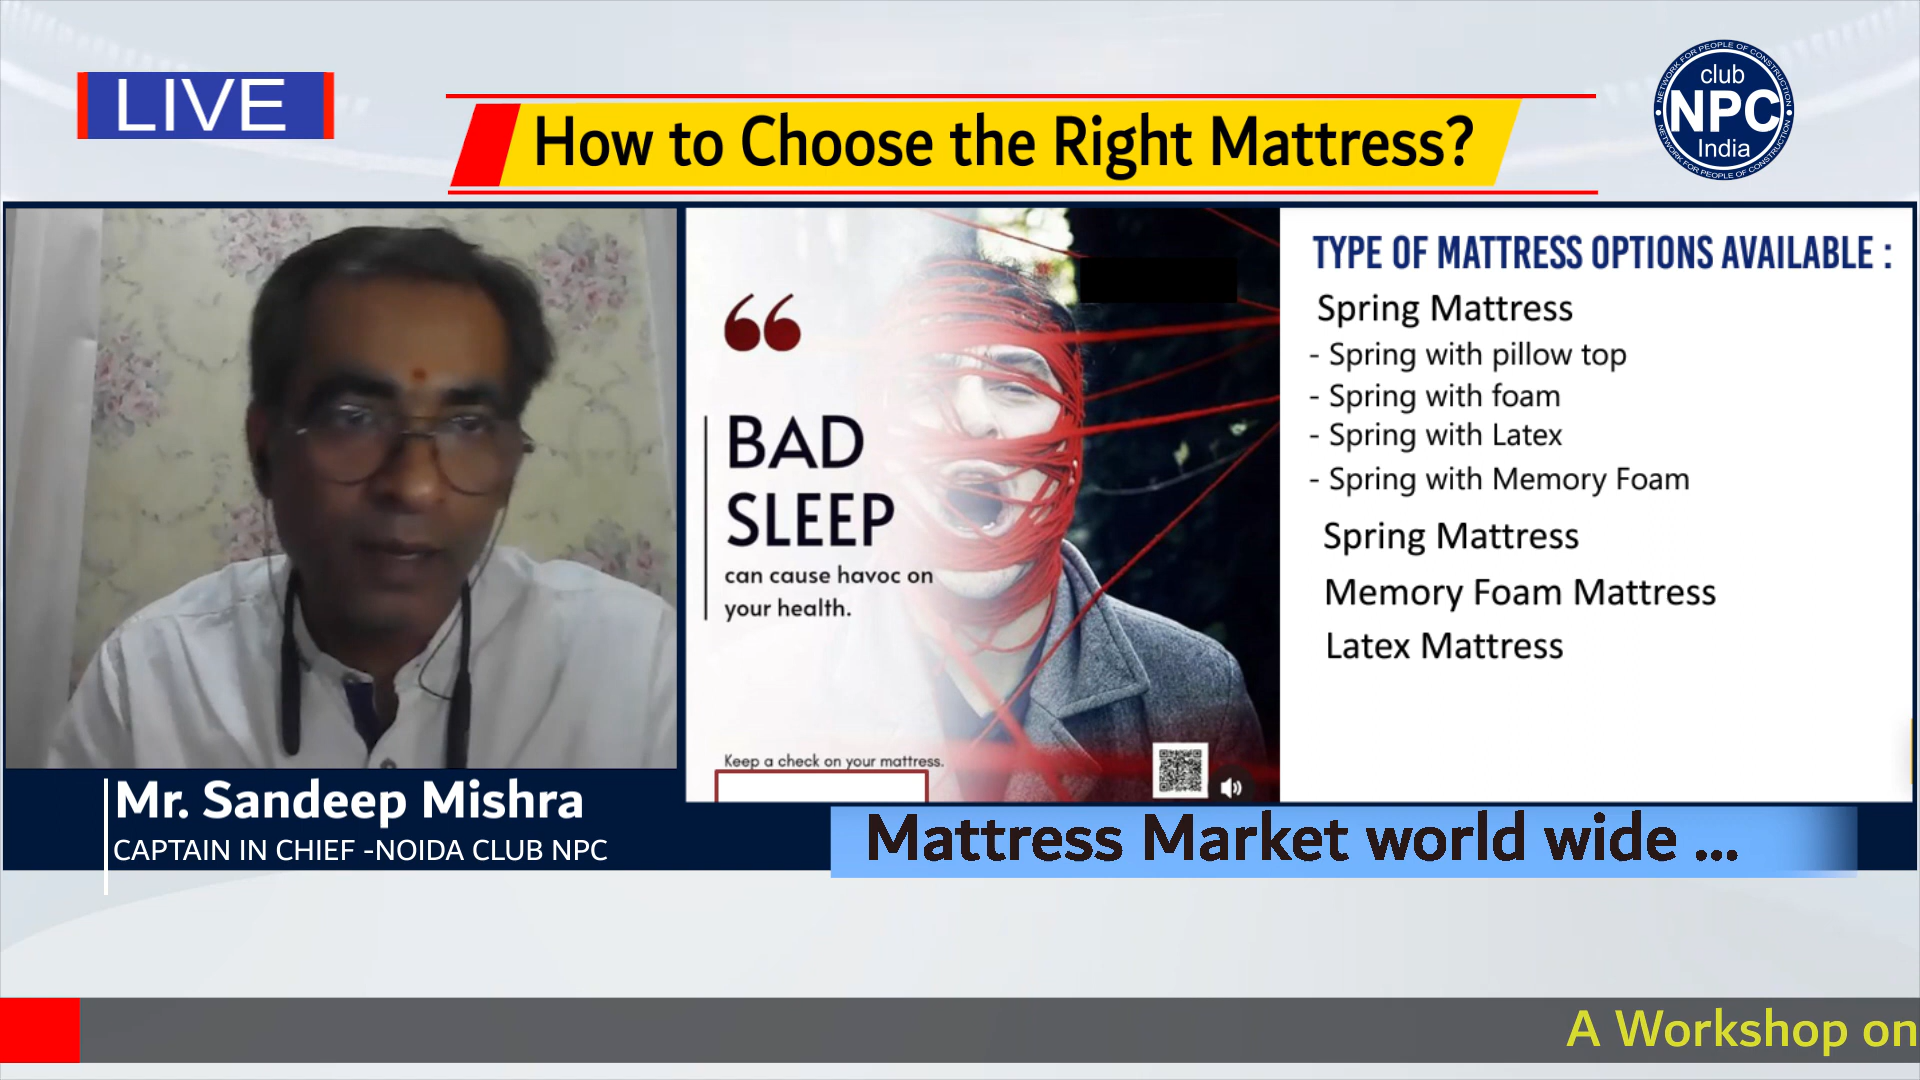 LIVE
How to Choose the Right Mattress?
NETWORK FOR PEOPLE OF CONSTRUCTION
club
NPC
India
NETWORK FOR PEOPLE OF CONSTRUCTION
BAD
SLEEP
can cause havoc on
your health.
Keep a check on your mattress.
TYPE OF MATTRESS OPTIONS AVAILABLE :
Spring Mattress
- Spring with pillow top
- Spring with foam
- Spring with Latex
- Spring with Memory Foam
Spring Mattress
Memory Foam Mattress
Latex Mattress
Mr. Sandeep Mishra
CAPTAIN IN CHIEF -NOIDA CLUB NPC
Mattress Market world wide ...
A Workshop on